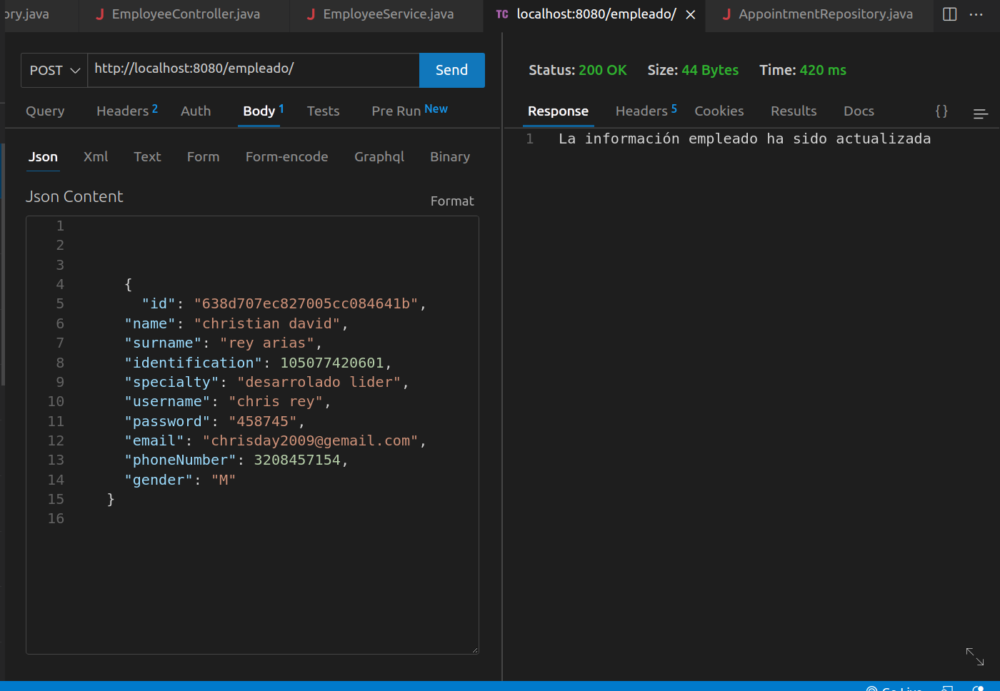 ory.java
J EmployeeController.java
J EmployeeService.java
TC localhost:8080/empleado/
J AppointmentRepository.java
POST
http://localhost:8080/empleado/
Send
Query
Headers 2
Auth
Body 1
Tests
Pre Run New
Json
Xml
Text
Form
Form-encode
Graphql
Binary
Json Content
Format
1
2
3
4 {
5 "id": "638d707ec827005cc084641b",
6 "name": "christian david",
7 "surname": "rey arias",
8 "identification": 105077420601,
9 "specialty": "desarrolado lider",
10 "username": "chris rey",
11 "password": "458745",
12 "email": "chrisday2009@gemail.com",
13 "phoneNumber": 3208457154,
14 "gender": "M"
15 }
16
Status: 200 OK
Size: 44 Bytes
Time: 420 ms
Response
Headers 5
Cookies
Results
Docs
{}
1 La información empleado ha sido actualizada
Go Live